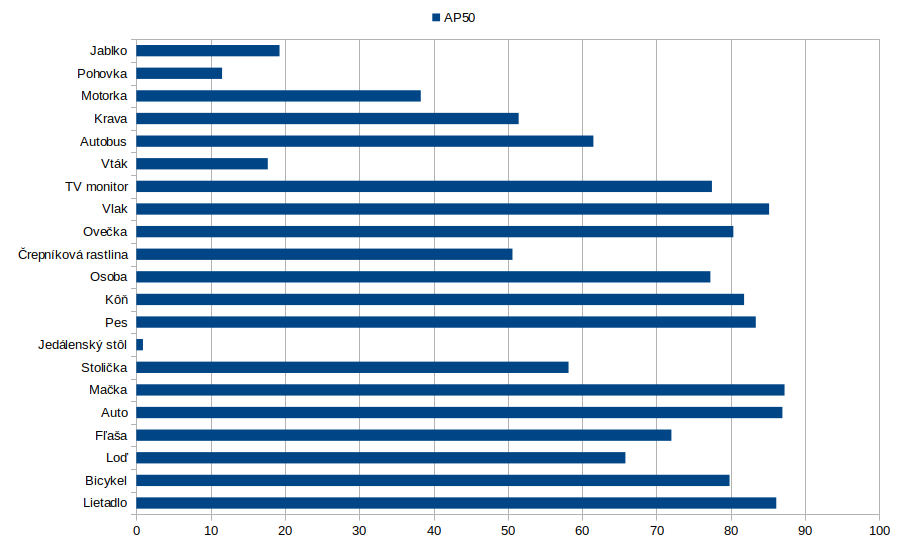 AP50
Jablko
Pohovka
Motorka
Krava
Autobus
Vták
TV monitor
Vlak
Ovečka
Črepníková rastlina
Osoba
Kôň
Pes
Jedálenský stôl
Stolička
Mačka
Auto
Fľaša
Loď
Bicykel
Lietadlo
0 10 20 30 40 50 60 70 80 90 100